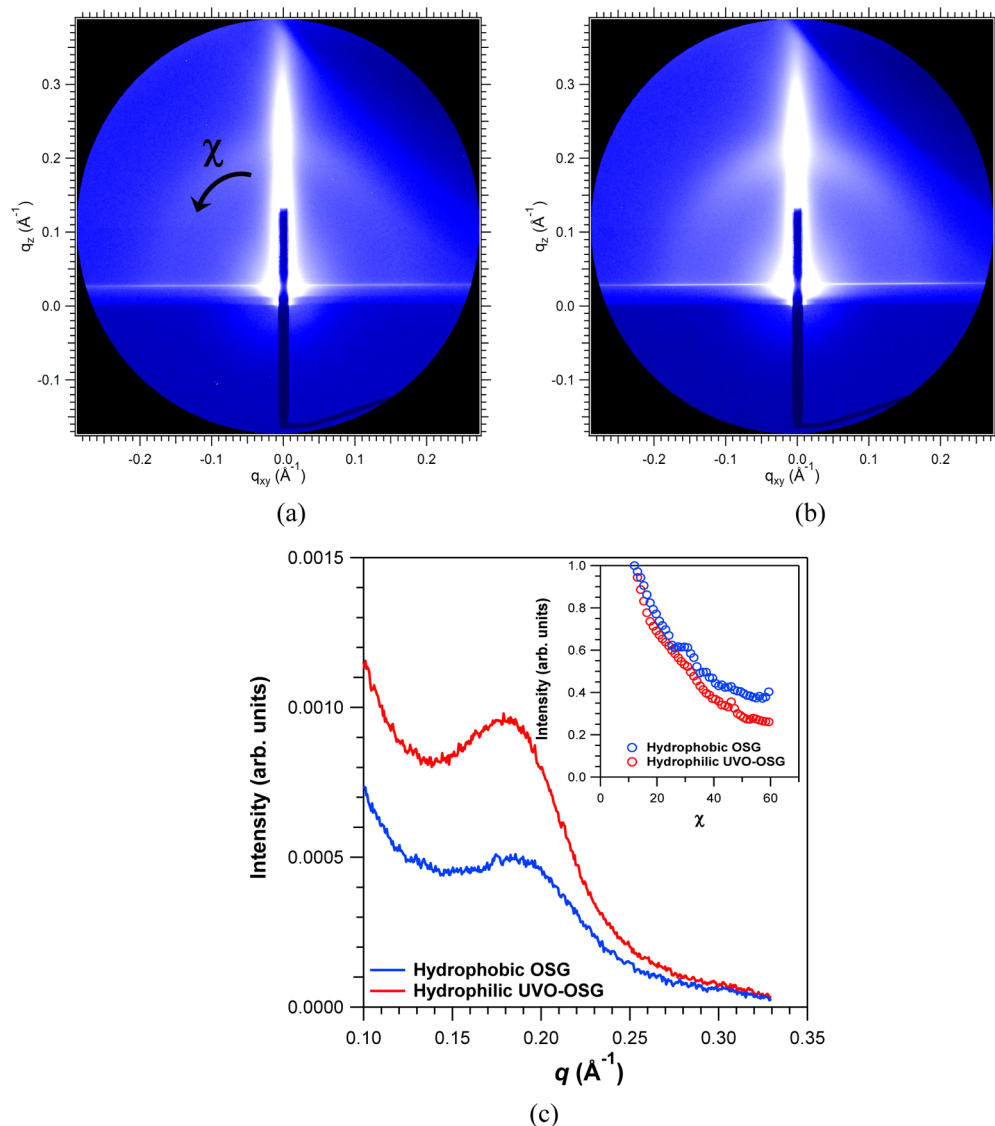 0.3
0.2
0.1
0.0
-0.1
q_z (Å⁻¹)
χ
-0.2
-0.1
0.0
0.1
0.2
q_xy (Å⁻¹)
(a)
0.3
0.2
0.1
0.0
-0.1
q_z (Å⁻¹)
-0.2
-0.1
0.0
0.1
0.2
q_xy (Å⁻¹)
(b)
0.0015
0.0010
0.0005
0.0000
Intensity (arb. units)
Hydrophobic OSG
Hydrophilic UVO-OSG
0.10
0.15
0.20
0.25
0.30
0.35
q (Å⁻¹)
1.0
0.8
0.6
0.4
0.2
0.0
Intensity (arb. units)
Hydrophobic OSG
Hydrophilic UVO-OSG
0
20
40
60
χ
(c)